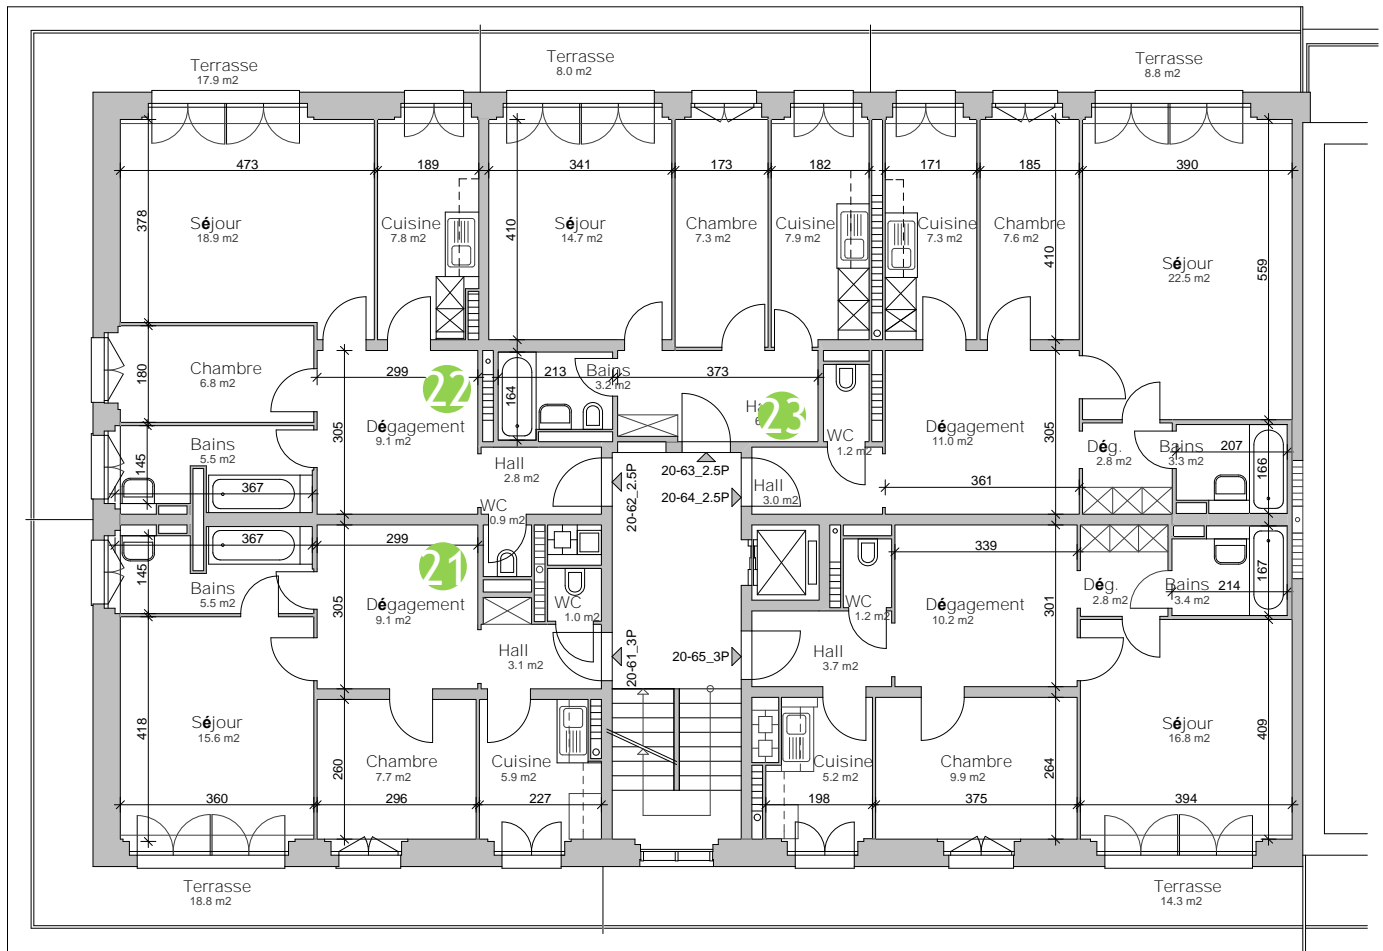 Terrasse
17.9 m2
Terrasse
8.0 m2
Terrasse
8.8 m2
473
189
341
173
182
171
185
390
378
410
410
559
Séjour
18.9 m2
Cuisine
7.8 m2
Séjour
14.7 m2
Chambre
7.3 m2
Cuisine
7.9 m2
Cuisine
7.3 m2
Chambre
7.6 m2
Séjour
22.5 m2
Chambre
6.8 m2
180
299
22
164
213
Bains
3.2 m2
373
23
305
Dégagement
9.1 m2
WC
1.2 m2
Dégagement
11.0 m2
305
Dég.
2.8 m2
Bains
3.3 m2
207
166
Bains
5.5 m2
145
367
Hall
2.8 m2
20-62_2.5P
20-63_2.5P
20-64_2.5P
Hall
3.0 m2
361
WC
0.9 m2
367
299
21
145
Bains
5.5 m2
305
Dégagement
9.1 m2
WC
1.0 m2
WC
1.2 m2
339
301
Dégagement
10.2 m2
Dég.
2.8 m2
Bains
3.4 m2
214
167
Hall
3.1 m2
20-61_3P
20-65_3P
Hall
3.7 m2
418
Séjour
15.6 m2
260
Chambre
7.7 m2
Cuisine
5.9 m2
Cuisine
5.2 m2
Chambre
9.9 m2
264
Séjour
16.8 m2
409
360
296
227
198
375
394
Terrasse
18.8 m2
Terrasse
14.3 m2